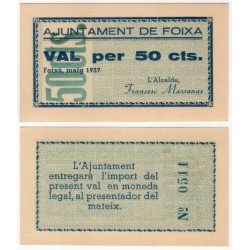 AJUNTAMENT DE FOIXA
50 CTS.
VAL per 50 cts.
Foixà, maig 1937
L'Alcalde,
Francesc Massanas
L'Ajuntament
entregarà l'import del
present val en moneda
legal, al presentador del
mateix.
Nº 0511